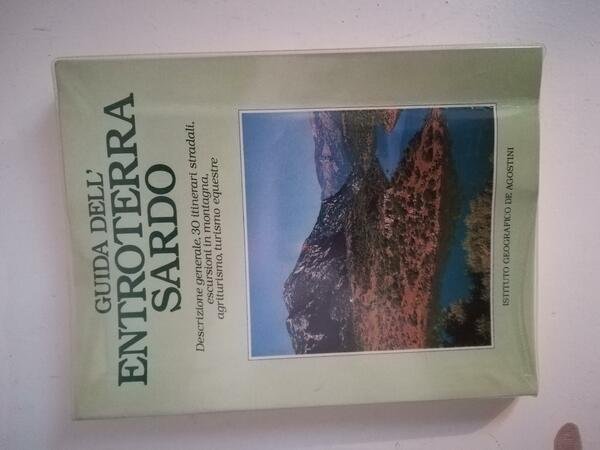 GUIDA DELL'
ENTROTERRA
SARDO
Descrizione generale. 30 itinerari stradali.
escursioni in montagna.
agriturismo, turismo equestre
ISTITUTO GEOGRAFICO DE AGOSTINI